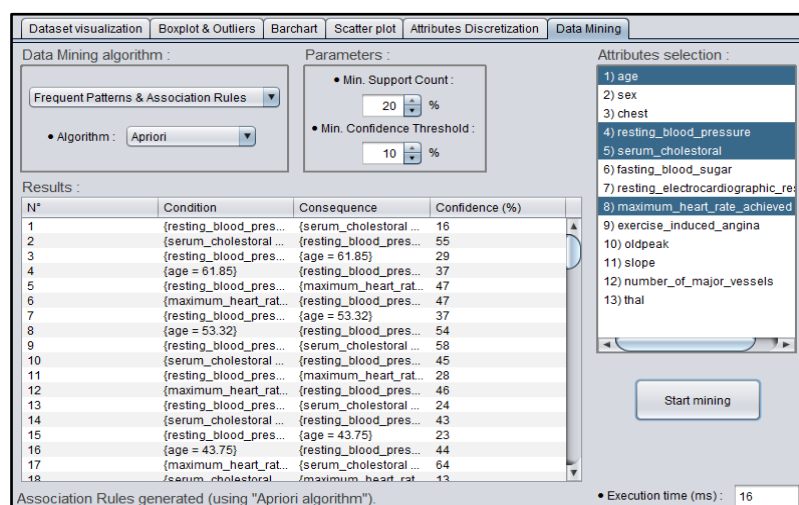 Dataset visualization Boxplot & Outliers Barchart Scatter plot Attributes Discretization Data Mining
Data Mining algorithm :
Frequent Patterns & Association Rules
• Algorithm : Apriori
Parameters :
• Min. Support Count :
20 %
• Min. Confidence Threshold :
10 %
Attributes selection :
1) age
2) sex
3) chest
4) resting_blood_pressure
5) serum_cholestoral
6) fasting_blood_sugar
7) resting_electrocardiographic_re
8) maximum_heart_rate_achieved
9) exercise_induced_angina
10) oldpeak
11) slope
12) number_of_major_vessels
13) thal
Results :
N° Condition Consequence Confidence (%)
1 {resting_blood_pres... {serum_cholestoral ... 16
2 {serum_cholestoral ... {resting_blood_pres... 55
3 {resting_blood_pres... {age = 61.85} 29
4 {age = 61.85} {resting_blood_pres... 37
5 {resting_blood_pres... {maximum_heart_rat... 47
6 {maximum_heart_rat... {resting_blood_pres... 47
7 {resting_blood_pres... {age = 53.32} 37
8 {age = 53.32} {resting_blood_pres... 54
9 {resting_blood_pres... {serum_cholestoral ... 58
10 {serum_cholestoral ... {resting_blood_pres... 45
11 {resting_blood_pres... {maximum_heart_rat... 28
12 {maximum_heart_rat... {resting_blood_pres... 46
13 {resting_blood_pres... {serum_cholestoral ... 24
14 {serum_cholestoral ... {resting_blood_pres... 43
15 {resting_blood_pres... {age = 43.75} 23
16 {age = 43.75} {resting_blood_pres... 44
17 {maximum_heart_rat... {serum_cholestoral ... 64
18 {serum_cholestoral ... {maximum_heart_rat... 13
Start mining
Association Rules generated (using "Apriori algorithm").
• Execution time (ms) : 16